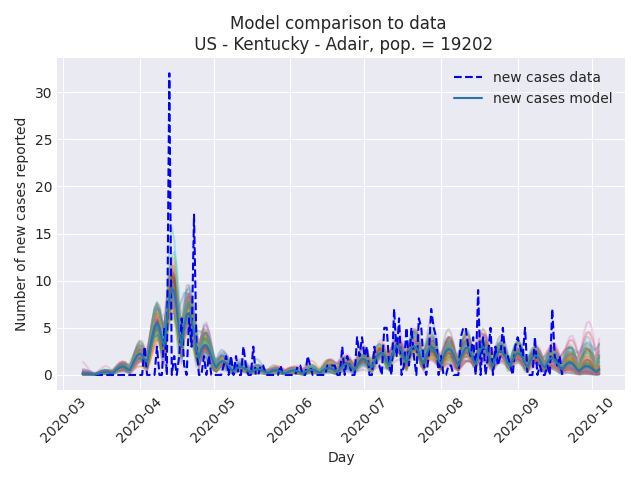 Model comparison to data
US - Kentucky - Adair, pop. = 19202
new cases data
new cases model
Number of new cases reported
30
25
20
15
10
5
0
2020-03
2020-04
2020-05
2020-06
2020-07
2020-08
2020-09
2020-10
Day